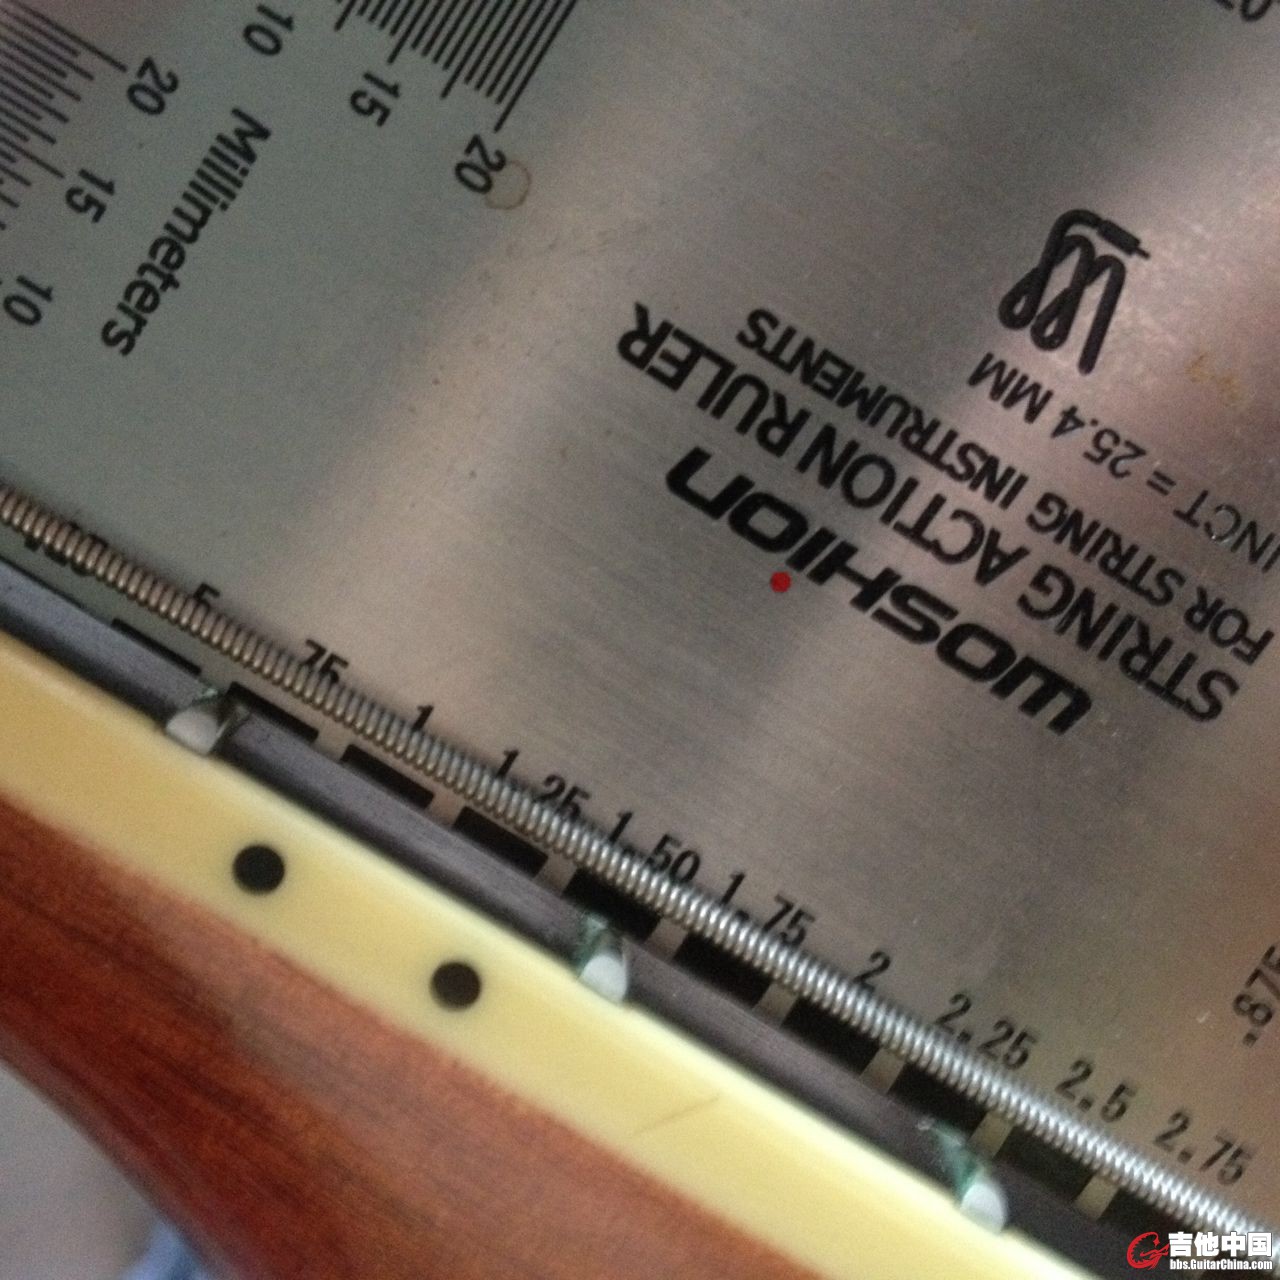 WOSHION
STRING ACTION RULER
FOR STRING INSTRUMENTS
1 INCT = 25.4 MM
Millimeters
10
15
20
20
15
10
.5
.75
1
1.25
1.50
1.75
2
2.25
2.5
2.75
.875
吉他中国
bbs.GuitarChina.com